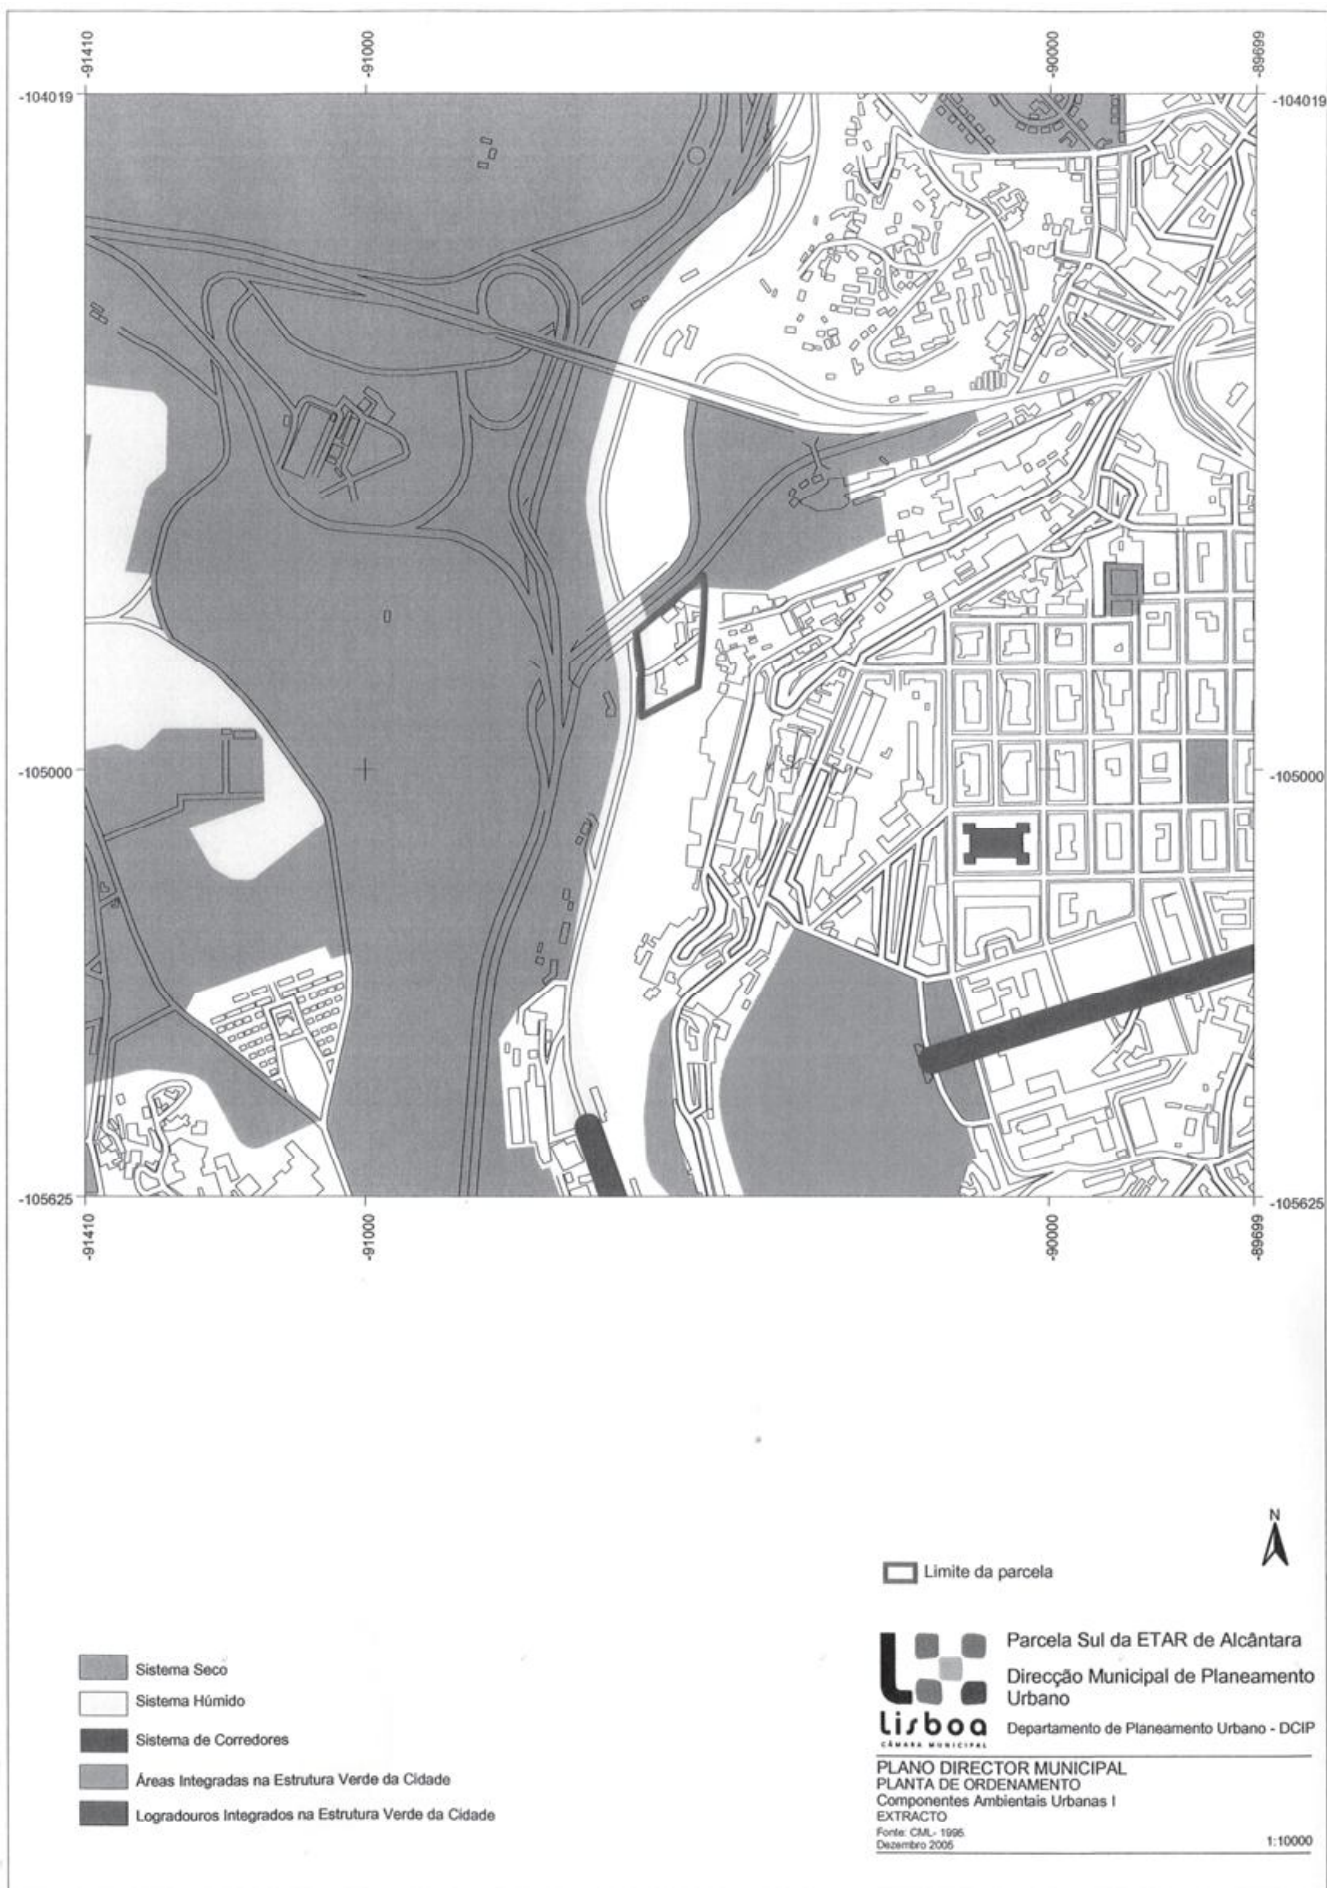 -91410
-91000
-90000
-89699
-104019
-104019
-105000
-105000
-105625
-105625
-91410
-91000
-90000
-89699
N
Limite da parcela
Sistema Seco
Sistema Húmido
Sistema de Corredores
Áreas Integradas na Estrutura Verde da Cidade
Logradouros Integrados na Estrutura Verde da Cidade
Lisboa
CÂMARA MUNICIPAL
Parcela Sul da ETAR de Alcântara
Direcção Municipal de Planeamento
Urbano
Departamento de Planeamento Urbano - DCIP
PLANO DIRECTOR MUNICIPAL
PLANTA DE ORDENAMENTO
Componentes Ambientais Urbanas I
EXTRACTO
Fonte: CML-
Dezembro
1:10000